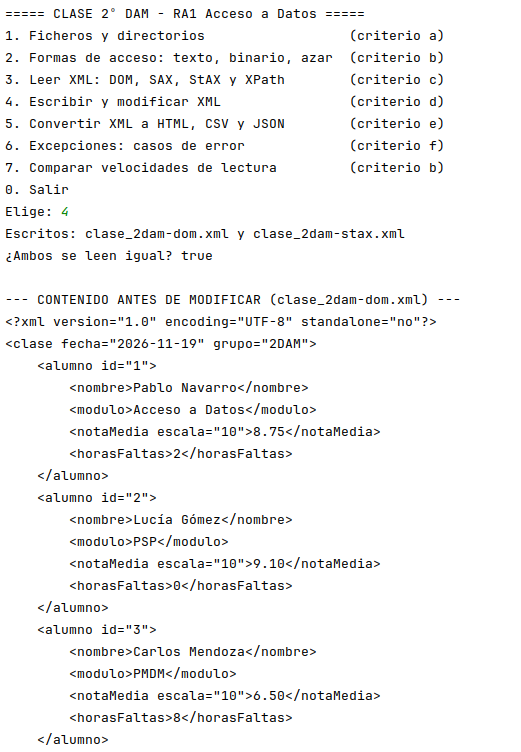 ===== CLASE 2° DAM - RA1 Acceso a Datos =====
1. Ficheros y directorios                  (criterio a)
2. Formas de acceso: texto, binario, azar  (criterio b)
3. Leer XML: DOM, SAX, StAX y XPath        (criterio c)
4. Escribir y modificar XML                (criterio d)
5. Convertir XML a HTML, CSV y JSON        (criterio e)
6. Excepciones: casos de error             (criterio f)
7. Comparar velocidades de lectura         (criterio b)
0. Salir
Elige: 4
Escritos: clase_2dam-dom.xml y clase_2dam-stax.xml
¿Ambos se leen igual? true

--- CONTENIDO ANTES DE MODIFICAR (clase_2dam-dom.xml) ---
<?xml version="1.0" encoding="UTF-8" standalone="no"?>
<clase fecha="2026-11-19" grupo="2DAM">
    <alumno id="1">
        <nombre>Pablo Navarro</nombre>
        <modulo>Acceso a Datos</modulo>
        <notaMedia escala="10">8.75</notaMedia>
        <horasFaltas>2</horasFaltas>
    </alumno>
    <alumno id="2">
        <nombre>Lucía Gómez</nombre>
        <modulo>PSP</modulo>
        <notaMedia escala="10">9.10</notaMedia>
        <horasFaltas>0</horasFaltas>
    </alumno>
    <alumno id="3">
        <nombre>Carlos Mendoza</nombre>
        <modulo>PMDM</modulo>
        <notaMedia escala="10">6.50</notaMedia>
        <horasFaltas>8</horasFaltas>
    </alumno>